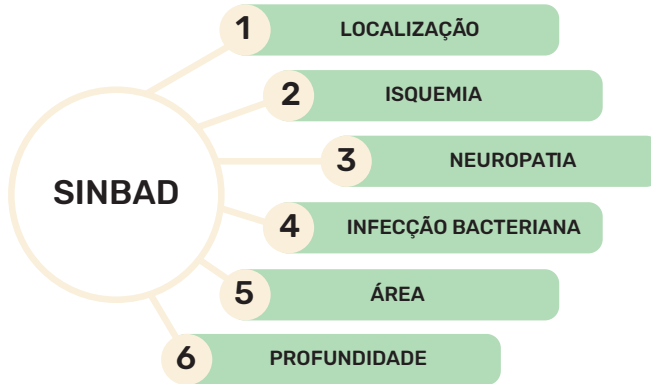 SINBAD
1 LOCALIZAÇÃO
2 ISQUEMIA
3 NEUROPATIA
4 INFECÇÃO BACTERIANA
5 ÁREA
6 PROFUNDIDADE